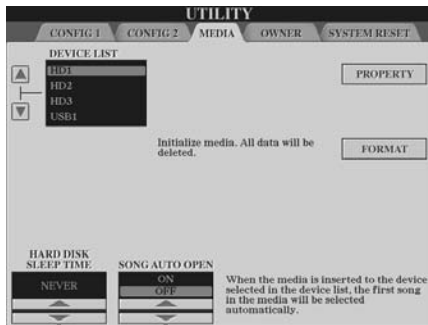 UTILITY
CONFIG 1 CONFIG 2 MEDIA OWNER SYSTEM RESET
DEVICE LIST
HD1
HD2
HD3
USB1
PROPERTY
Initialize media. All data will be
deleted.
FORMAT
HARD DISK
SLEEP TIME
NEVER
SONG AUTO OPEN
ON
OFF
When the media is inserted to the device
selected in the device list, the first song
in the media will be selected
automatically.